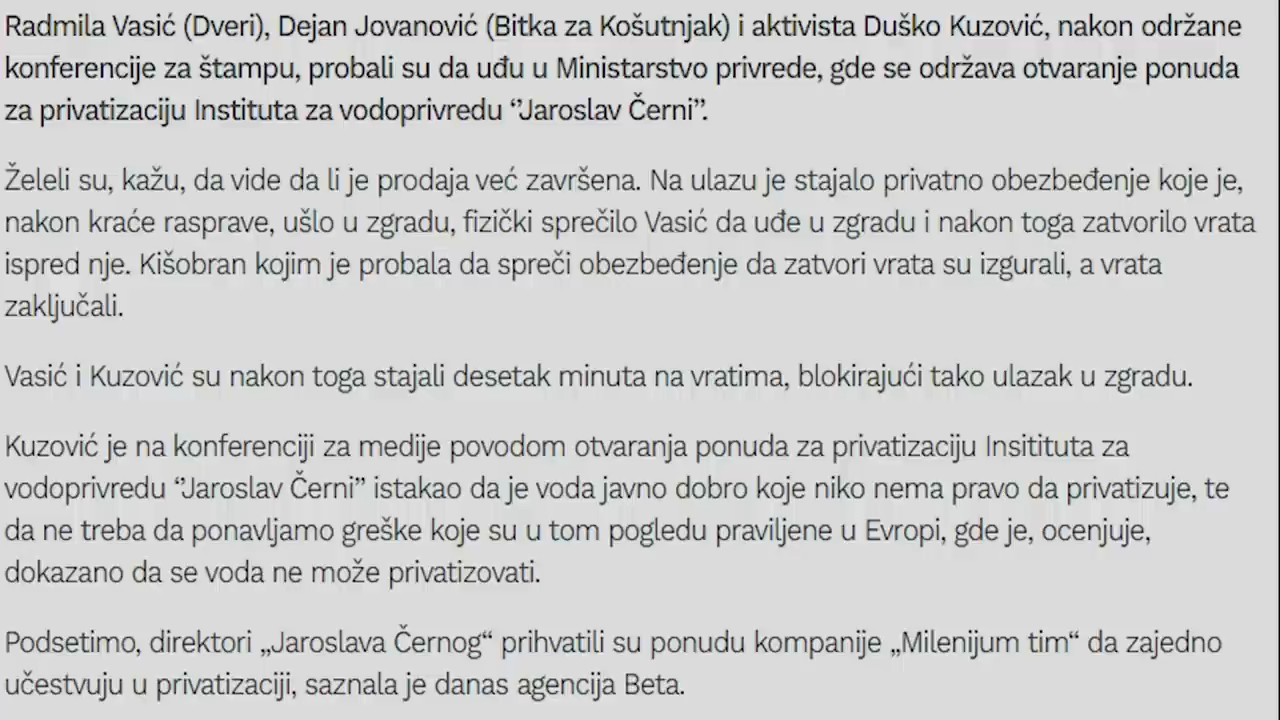 Radmila Vasić (Dveri), Dejan Jovanović (Bitka za Košutnjak) i aktivista Duško Kuzović, nakon održane
konferencije za štampu, probali su da uđu u Ministarstvo privrede, gde se održava otvaranje ponuda
za privatizaciju Instituta za vodoprivredu “Jaroslav Černi”.
Želeli su, kažu, da vide da li je prodaja već završena. Na ulazu je stajalo privatno obezbeđenje koje je,
nakon kraće rasprave, ušlo u zgradu, fizički sprečilo Vasić da uđe u zgradu i nakon toga zatvorilo vrata
ispred nje. Kišobran kojim je probala da spreči obezbeđenje da zatvori vrata su izgurali, a vrata
zaključali.
Vasić i Kuzović su nakon toga stajali desetak minuta na vratima, blokirajući tako ulazak u zgradu.
Kuzović je na konferenciji za medije povodom otvaranja ponuda za privatizaciju Insitituta za
vodoprivredu “Jaroslav Černi” istakao da je voda javno dobro koje niko nema pravo da privatizuje, te
da ne treba da ponavljamo greške koje su u tom pogledu praviljene u Evropi, gde je, ocenjuje,
dokazano da se voda ne može privatizovati.
Podsetimo, direktori „Jaroslava Černog“ prihvatili su ponudu kompanije „Milenijum tim“ da zajedno
učestvuju u privatizaciji, saznala je danas agencija Beta.